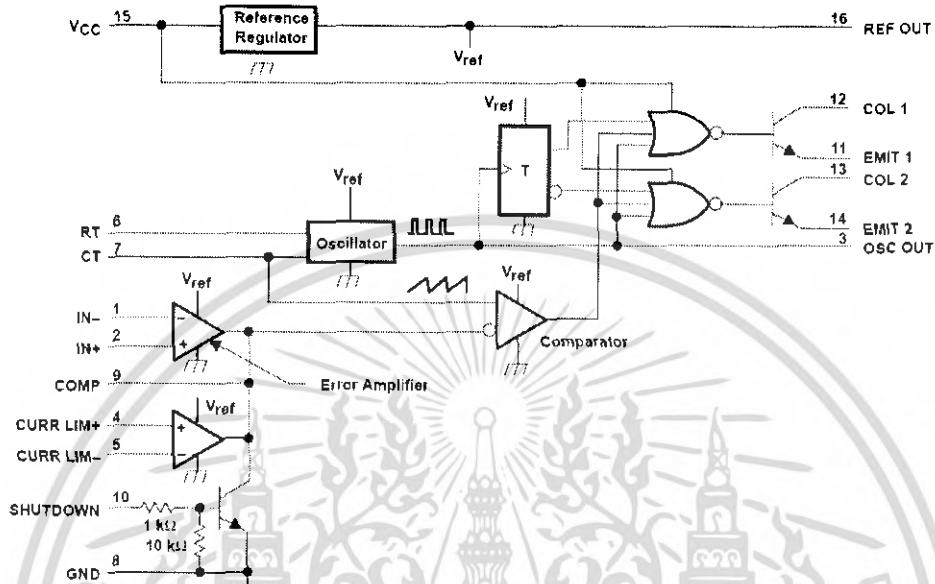 VCC 15 Reference Regulator 16 REF OUT
Vref
Vref
12 COL 1
T
11 EMIT 1
13 COL 2
14 EMIT 2
3 OSC OUT
Vref
RT 6
Oscillator
CT 7
Vref
IN– 1
IN+ 2
Vref
Comparator
COMP 9
Error Amplifier
CURR LIM+ 4
Vref
CURR LIM– 5
SHUTDOWN 10
1 kΩ
10 kΩ
GND 8